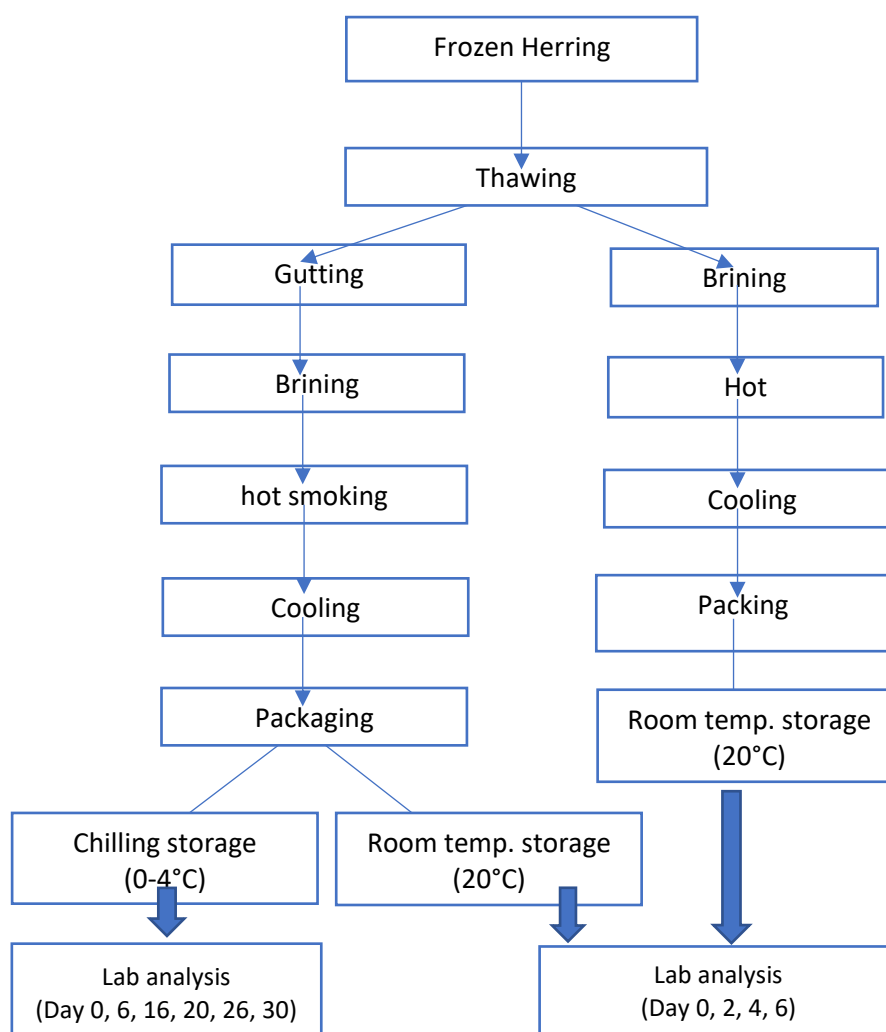 Frozen Herring
Thawing
Gutting
Brining
Brining
Hot
hot smoking
Cooling
Cooling
Packing
Packaging
Room temp. storage
(20°C)
Chilling storage
(0-4°C)
Room temp. storage
(20°C)
Lab analysis
(Day 0, 6, 16, 20, 26, 30)
Lab analysis
(Day 0, 2, 4, 6)